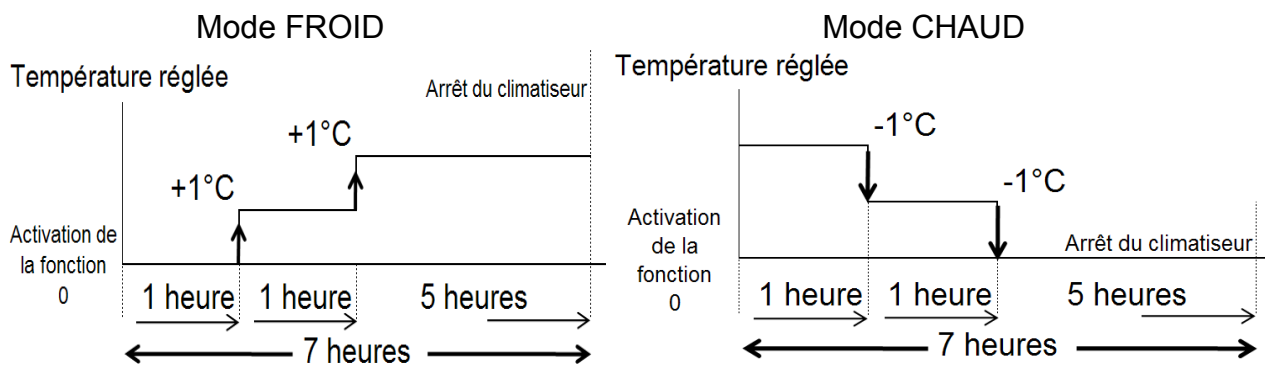 Mode FROID
Température réglée
Arrêt du climatiseur
+1°C
+1°C
Activation de
la fonction
0
1 heure
1 heure
5 heures
7 heures
Mode CHAUD
Température réglée
-1°C
-1°C
Activation
de la
fonction
0
Arrêt du climatiseur
1 heure
1 heure
5 heures
7 heures